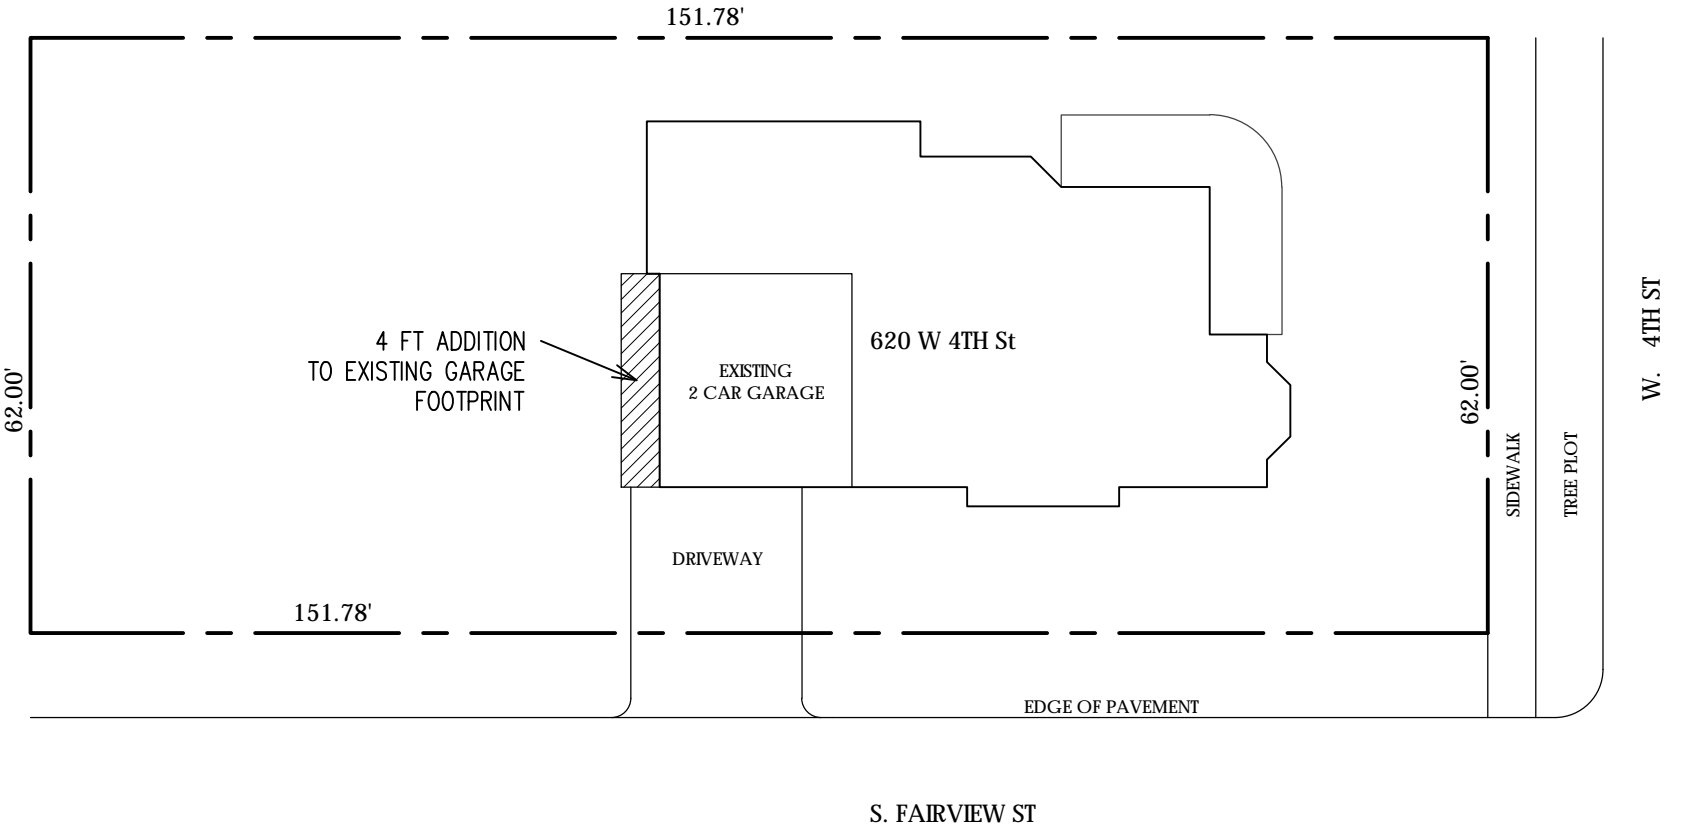 151.78'
4 FT ADDITION
TO EXISTING GARAGE
FOOTPRINT
620 W 4TH St
EXISTING
2 CAR GARAGE
62.00'
62.00'
SIDEWALK
TREE PLOT
W. 4TH ST
DRIVEWAY
151.78'
EDGE OF PAVEMENT
S. FAIRVIEW ST